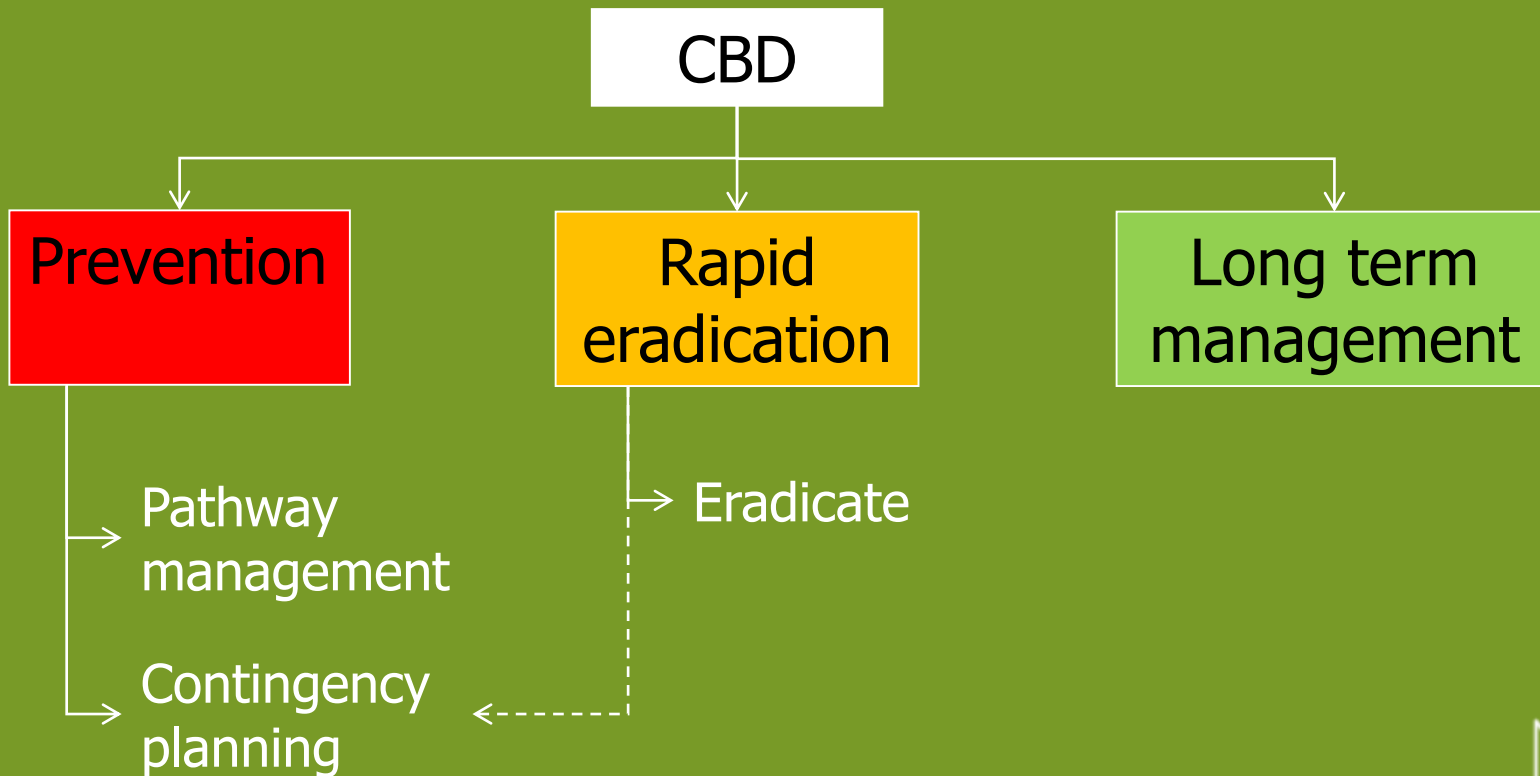 CBD
Prevention
Rapid
eradication
Long term
management
Pathway
management
Contingency
planning
Eradicate